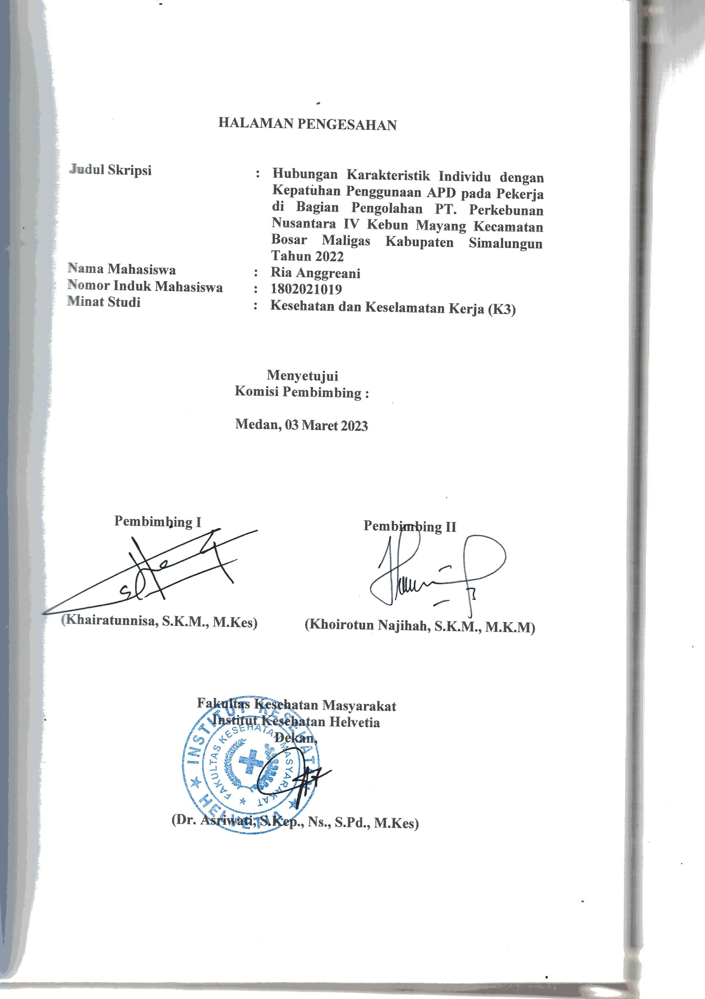 HALAMAN PENGESAHAN
Judul Skripsi : Hubungan Karakteristik Individu dengan
Kepatuhan Penggunaan APD pada Pekerja
di Bagian Pengolahan PT. Perkebunan
Nusantara IV Kebun Mayang Kecamatan
Bosar Maligas Kabupaten Simalungun
Tahun 2022
Nama Mahasiswa : Ria Anggreani
Nomor Induk Mahasiswa : 1802021019
Minat Studi : Kesehatan dan Keselamatan Kerja (K3)
Menyetujui
Komisi Pembimbing :
Medan, 03 Maret 2023
Pembimbing I
Pembimbing II
(Khairatunnisa, S.K.M., M.Kes)
(Khoirotun Najihah, S.K.M., M.K.M)
Fakultas Kesehatan Masyarakat
Institut Kesehatan Helvetia
Dekan,
INSTITUT KESEHATAN
HELVETIA
FAKULTAS KESEHATAN MASYARAKAT
(Dr. Asriwati, S.Kep., Ns., S.Pd., M.Kes)